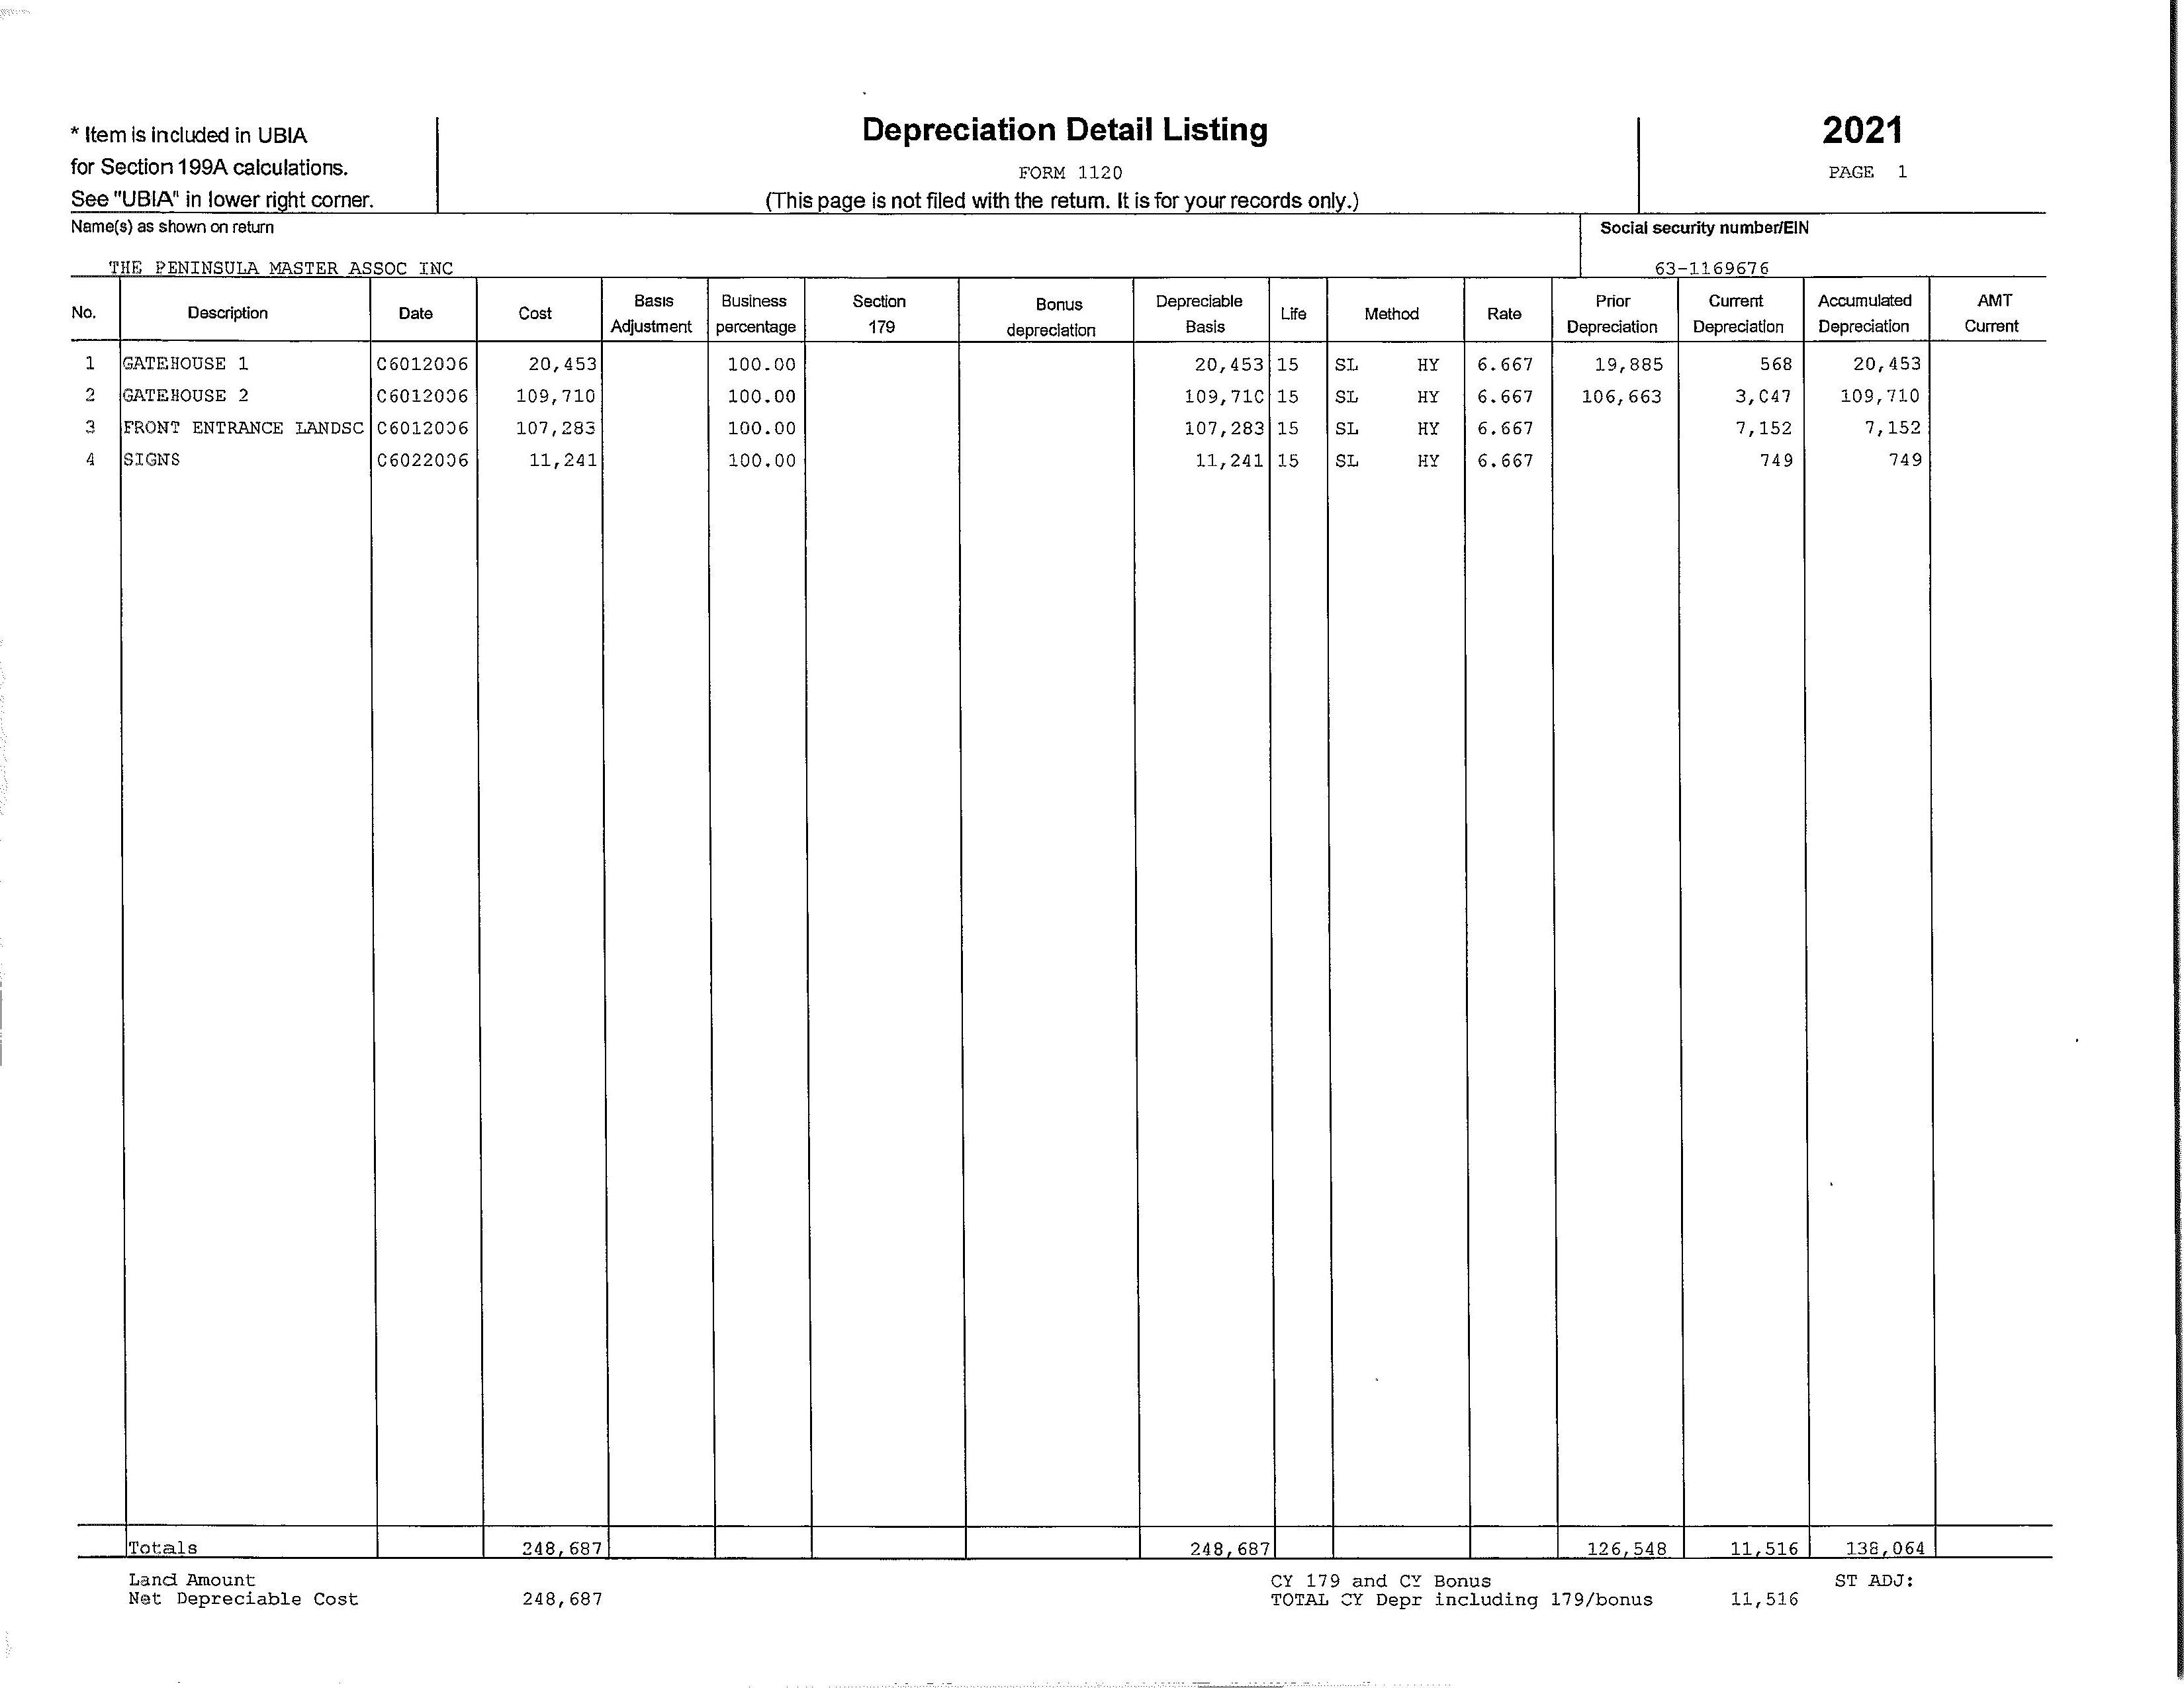 * Item is included in UBIA
for Section 199A calculations.
See "UBIA" in lower right corner.
Depreciation Detail Listing
FORM 1120
(This page is not filed with the return. It is for your records only.)
2021
PAGE 1
Name(s) as shown on return
Social security number/EIN
THE PENINSULA MASTER ASSOC INC 63-1169676
No. Description Date Cost Basis Adjustment Business percentage Section 179 Bonus depreciation Depreciable Basis Life Method Rate Prior Depreciation Current Depreciation Accumulated Depreciation AMT Current
1 GATEHOUSE 1 06012006 20,453 100.00 20,453 15 SL HY 6.667 19,885 568 20,453
2 GATEHOUSE 2 06012006 109,710 100.00 109,710 15 SL HY 6.667 106,663 3,047 109,710
3 FRONT ENTRANCE LANDSC 06012006 107,283 100.00 107,283 15 SL HY 6.667 7,152 7,152
4 SIGNS 06022006 11,241 100.00 11,241 15 SL HY 6.667 749 749
Totals 248,687 248,687 126,548 11,516 138,064
Land Amount CY 179 and CY Bonus ST ADJ:
Net Depreciable Cost 248,687 TOTAL CY Depr including 179/bonus 11,516